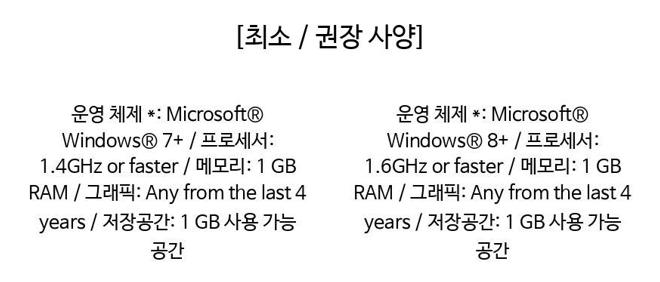 [최소 / 권장 사양]
운영 체제 *: Microsoft®
Windows® 7+ / 프로세서:
1.4GHz or faster / 메모리: 1 GB
RAM / 그래픽: Any from the last 4
years / 저장공간: 1 GB 사용 가능
공간
운영 체제 *: Microsoft®
Windows® 8+ / 프로세서:
1.6GHz or faster / 메모리: 1 GB
RAM / 그래픽: Any from the last 4
years / 저장공간: 1 GB 사용 가능
공간